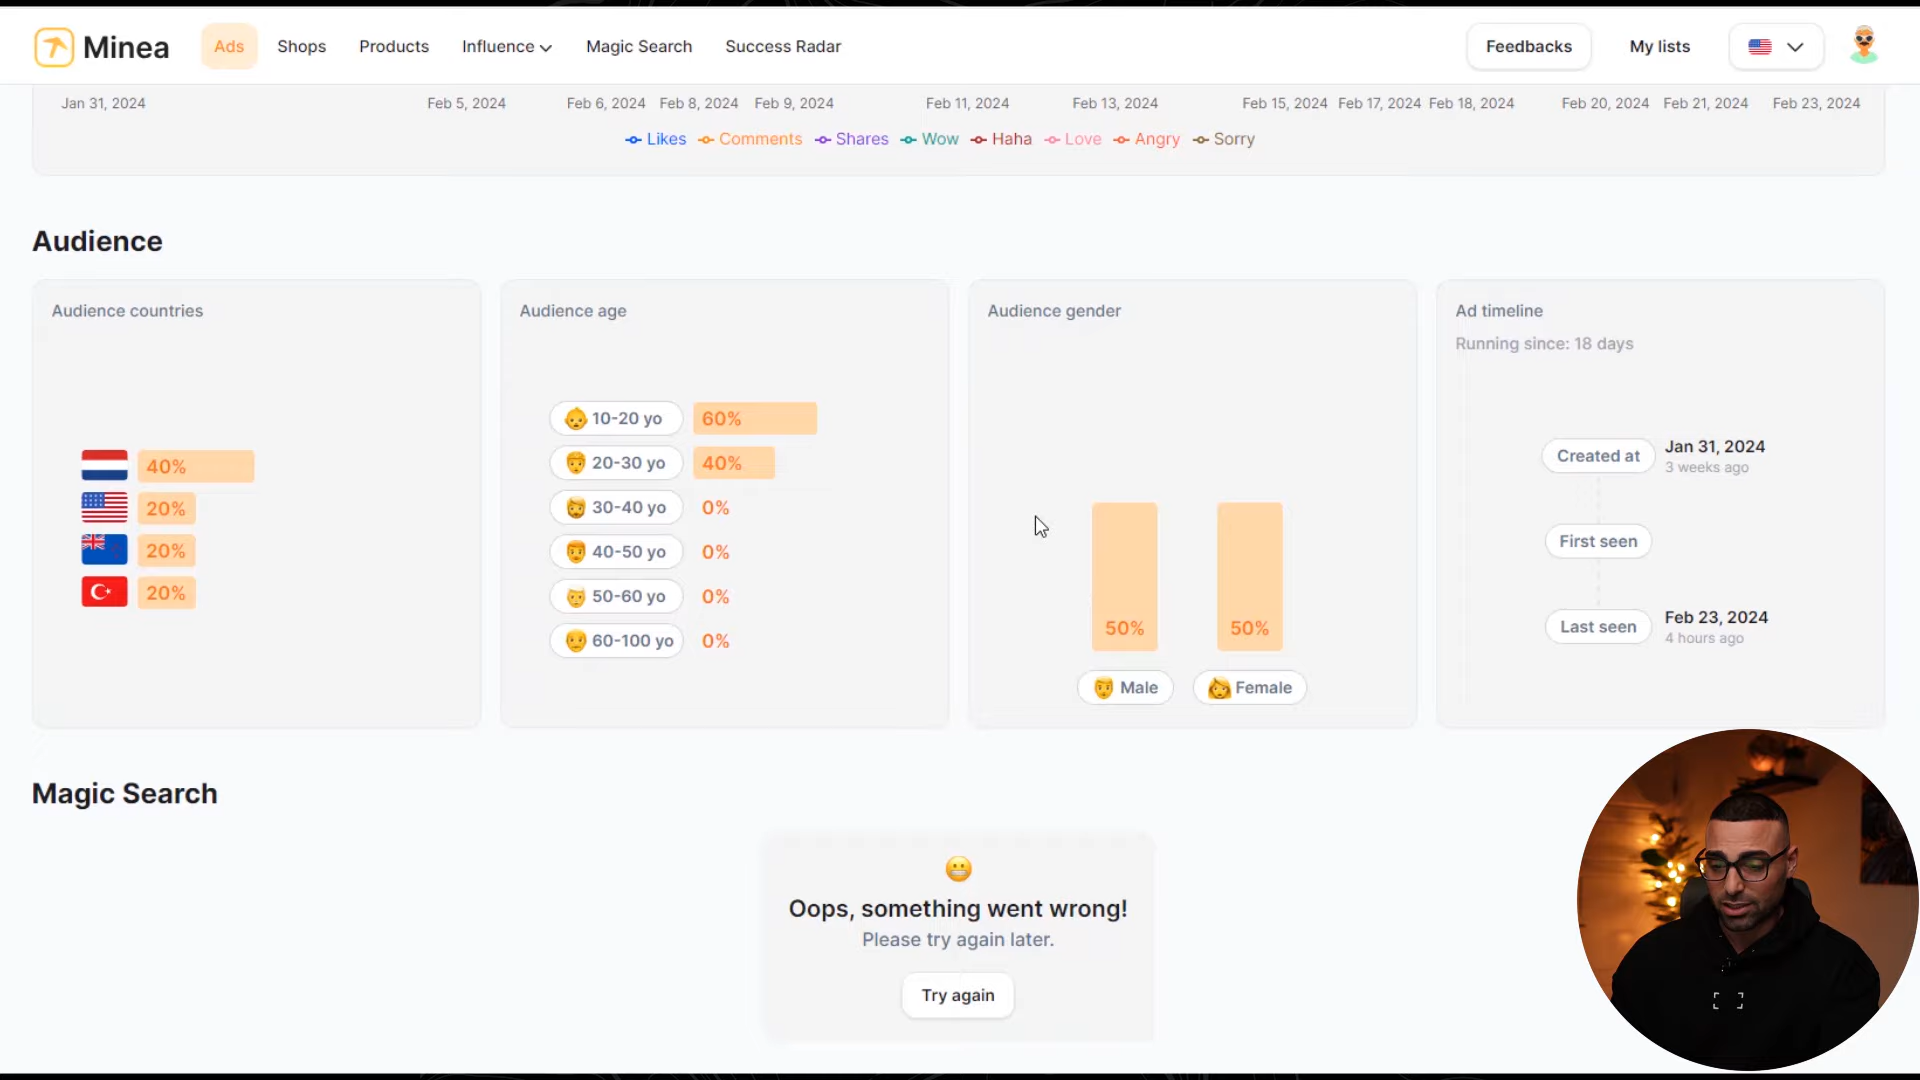 Minea
Ads
Shops
Products
Influence
Magic Search
Success Radar
Feedbacks
My lists
Jan 31, 2024
Feb 5, 2024
Feb 6, 2024
Feb 8, 2024
Feb 9, 2024
Feb 11, 2024
Feb 13, 2024
Feb 15, 2024
Feb 17, 2024
Feb 18, 2024
Feb 20, 2024
Feb 21, 2024
Feb 23, 2024
Likes
Comments
Shares
Wow
Haha
Love
Angry
Sorry
Audience
Audience countries
40%
20%
20%
20%
Audience age
10-20 yo 60%
20-30 yo 40%
30-40 yo 0%
40-50 yo 0%
50-60 yo 0%
60-100 yo 0%
Audience gender
50%
50%
Male
Female
Ad timeline
Running since: 18 days
Created at
Jan 31, 2024
3 weeks ago
First seen
Last seen
Feb 23, 2024
4 hours ago
Magic Search
Oops, something went wrong!
Please try again later.
Try again